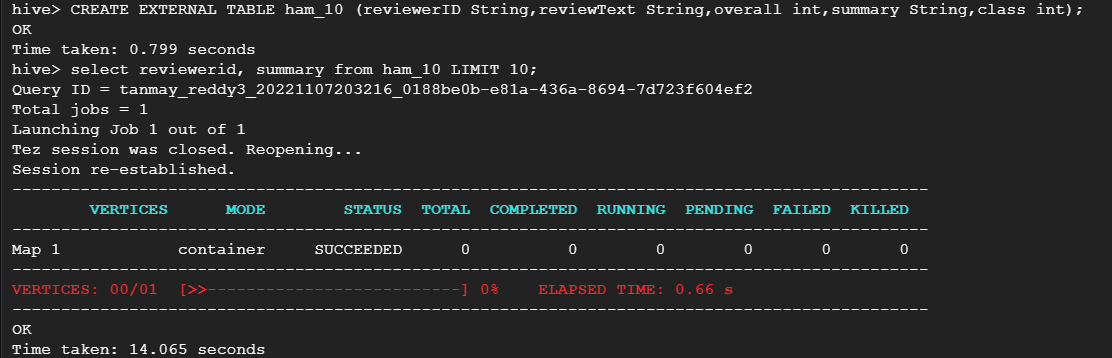 hive> CREATE EXTERNAL TABLE ham_10 (reviewerID String,reviewText String,overall int,summary String,class int);
OK
Time taken: 0.799 seconds
hive> select reviewerid, summary from ham_10 LIMIT 10;
Query ID = tanmay_reddy3_20221107203216_0188be0b-e81a-436a-8694-7d723f604ef2
Total jobs = 1
Launching Job 1 out of 1
Tez session was closed. Reopening...
Session re-established.
----------------------------------------------------------------------------------------------
        VERTICES      MODE        STATUS  TOTAL  COMPLETED  RUNNING  PENDING  FAILED  KILLED
----------------------------------------------------------------------------------------------
Map 1            container     SUCCEEDED      0          0        0        0       0       0
----------------------------------------------------------------------------------------------
VERTICES: 00/01  [>>--------------------------] 0%    ELAPSED TIME: 0.66 s
----------------------------------------------------------------------------------------------
OK
Time taken: 14.065 seconds